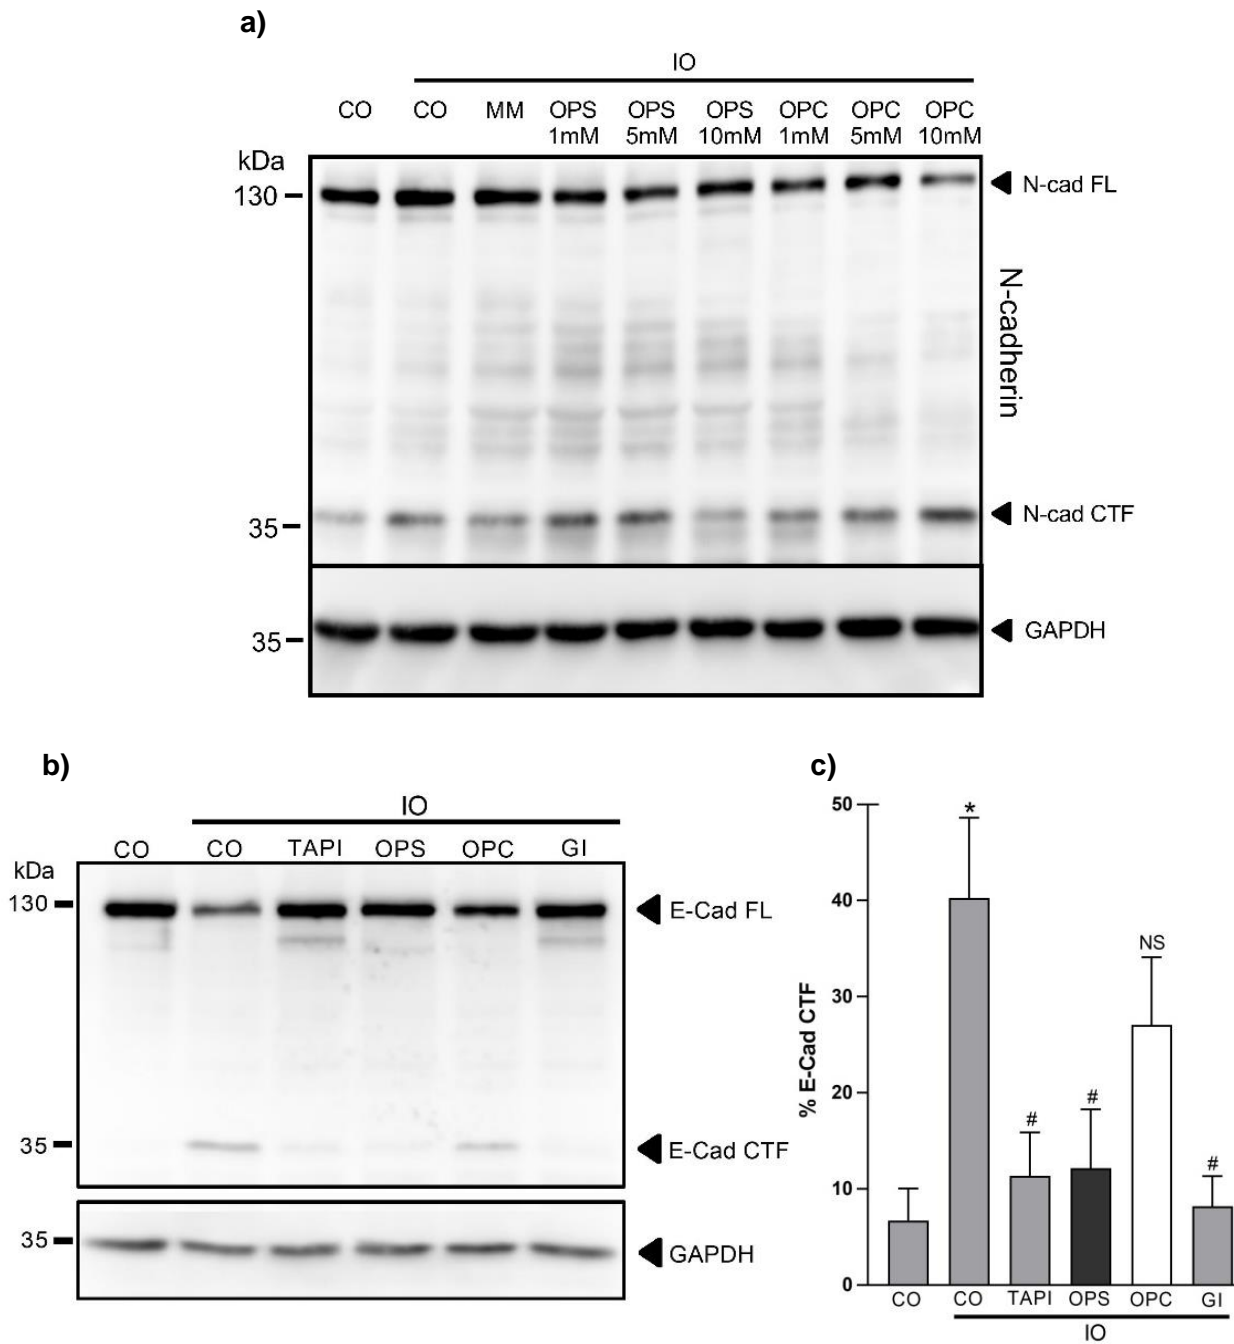 a)
IO
CO CO MM OPS OPS OPS OPC OPC OPC
1mM 5mM 10mM 1mM 5mM 10mM
kDa
130
N-cad FL
N-cadherin
35
N-cad CTF
35
GAPDH
b)
IO
CO CO TAPI OPS OPC GI
kDa
130
E-Cad FL
35
E-Cad CTF
35
GAPDH
c)
% E-Cad CTF
50
40
30
20
10
0
*
#
#
NS
#
CO CO TAPI OPS OPC GI
IO